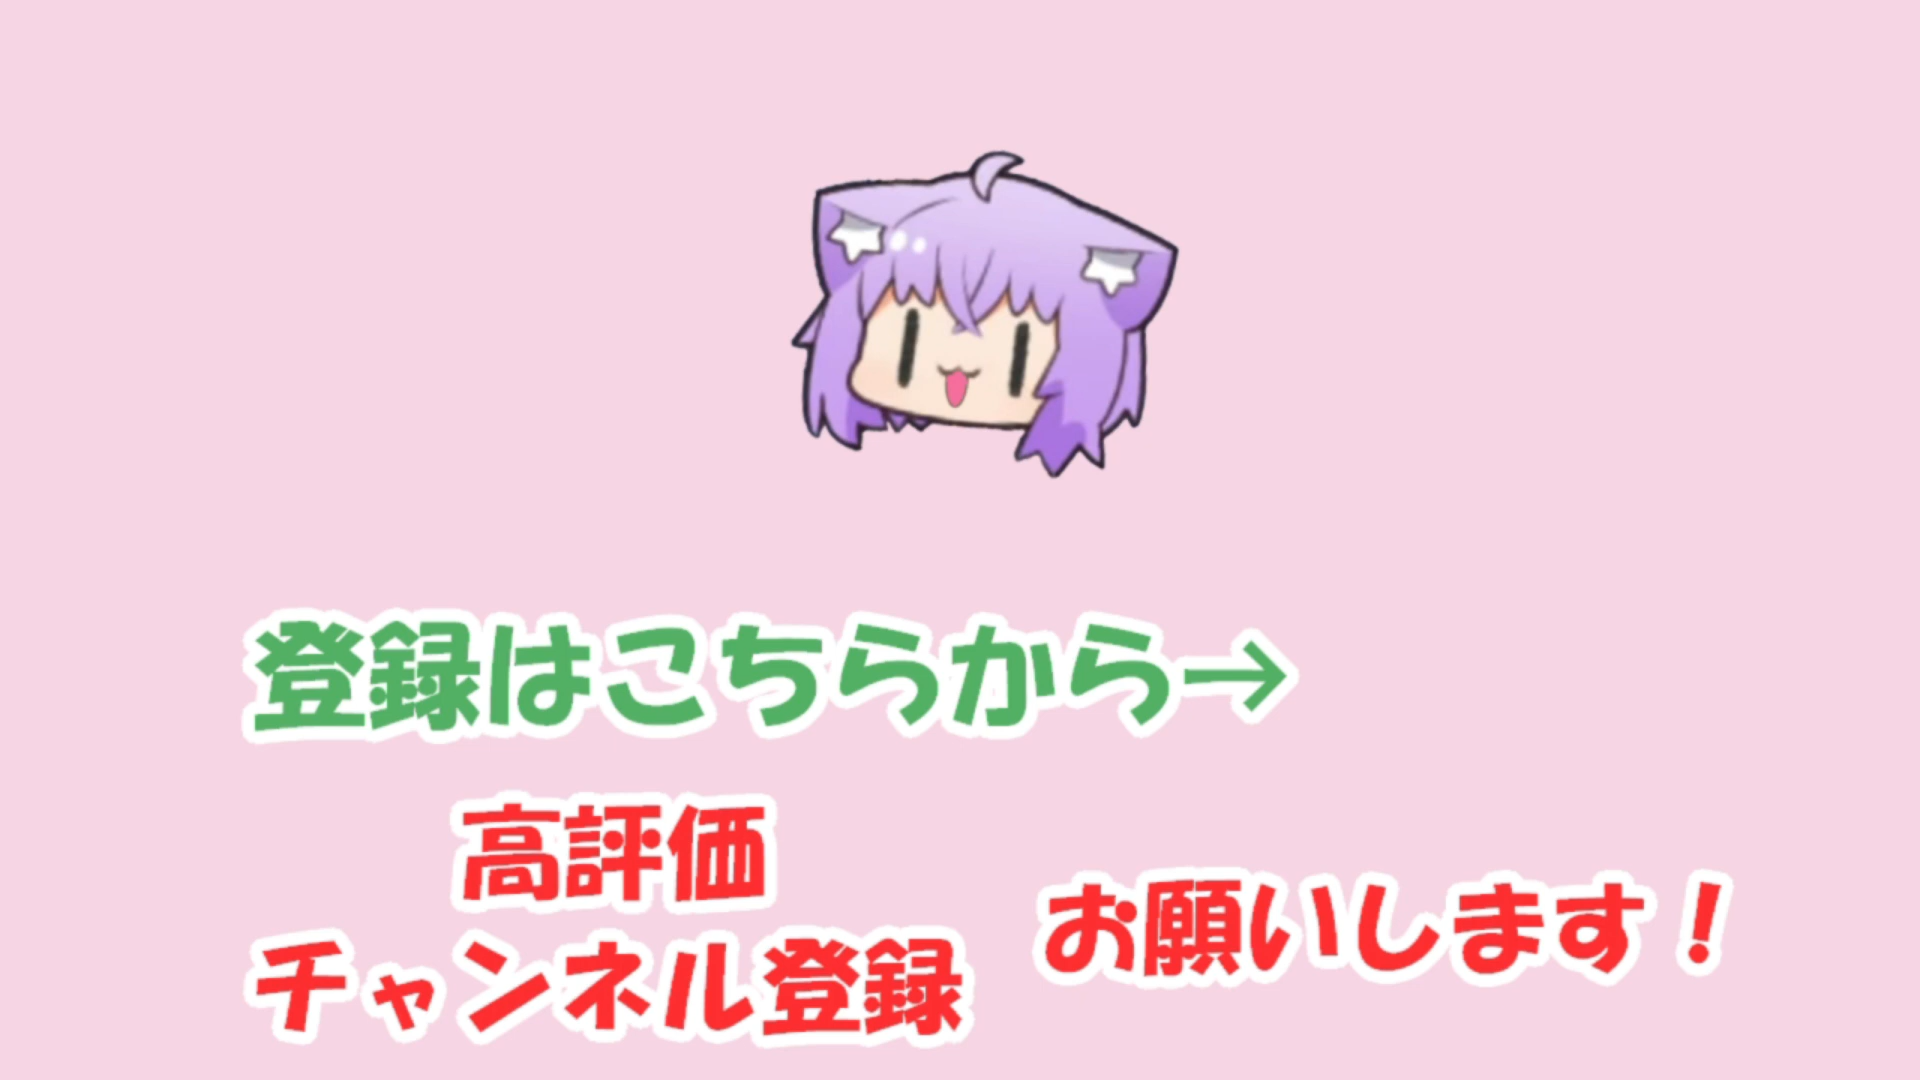 登録はこちらから→
高評価
チャンネル登録
お願いします！